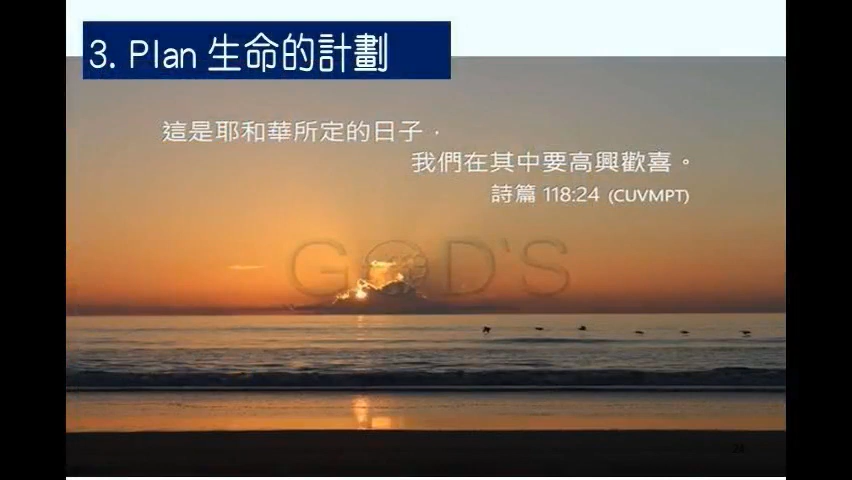 3. Plan 生命的計劃
這是耶和華所定的日子，
我們在其中要高興歡喜。
詩篇 118:24 (CUVMPT)
GOD'S